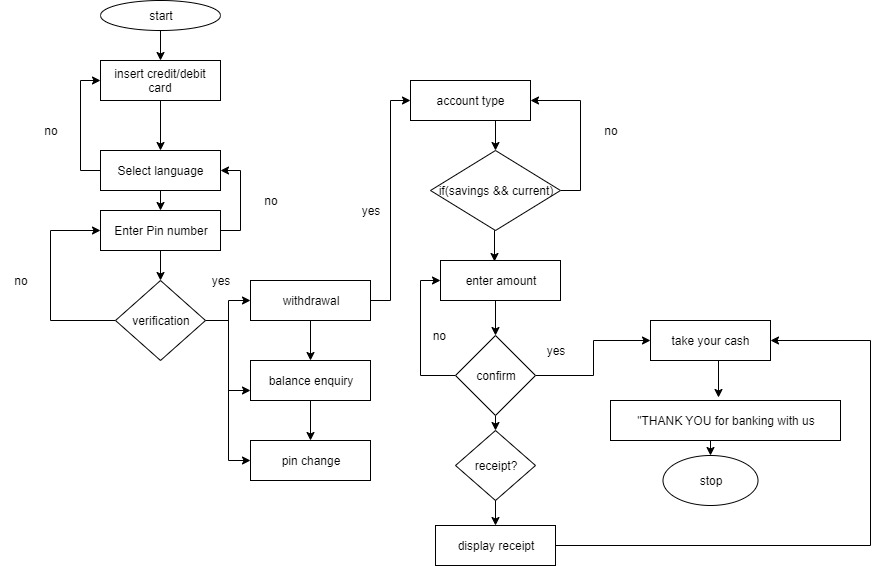 start
insert credit/debit
card
no
Select language
no
Enter Pin number
no
yes
verification
withdrawal
balance enquiry
pin change
yes
account type
no
if(savings && current)
enter amount
no
yes
confirm
receipt?
display receipt
take your cash
"THANK YOU for banking with us
stop